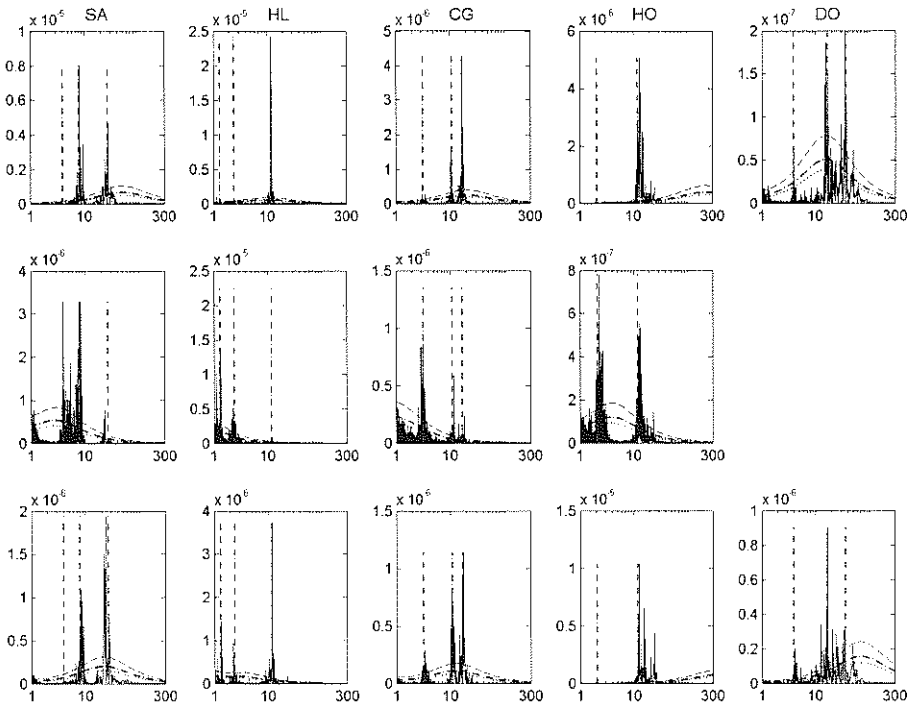 SA HL CG HO DO
x 10-5 x 10-5 x 10-6 x 10-6 x 10-7
1 2.5 5 6 2
0.8 2 4 1.5
0.6 1.5 3 4 1
0.4 1 2 2 0.5
0.2 0.5 1
0 0 0 0 0
1 10 300 1 10 300 1 10 300 1 10 300 1 10 300
x 10-6 x 10-5 x 10-6 x 10-7
4 2.5 1.5 8
3 2 1 6
2 1.5 4
1 1 0.5 2
0.5
0 0 0 0
1 10 300 1 10 300 1 10 300 1 10 300
x 10-6 x 10-6 x 10-5 x 10-6
2 4 1.5 1.5 1
1.5 3 1 1 0.8
1 2 0.6
0.5 1 0.5 0.5 0.4
0.2
0 0 0 0 0
1 10 300 1 10 300 1 10 300 1 10 300 1 10 300